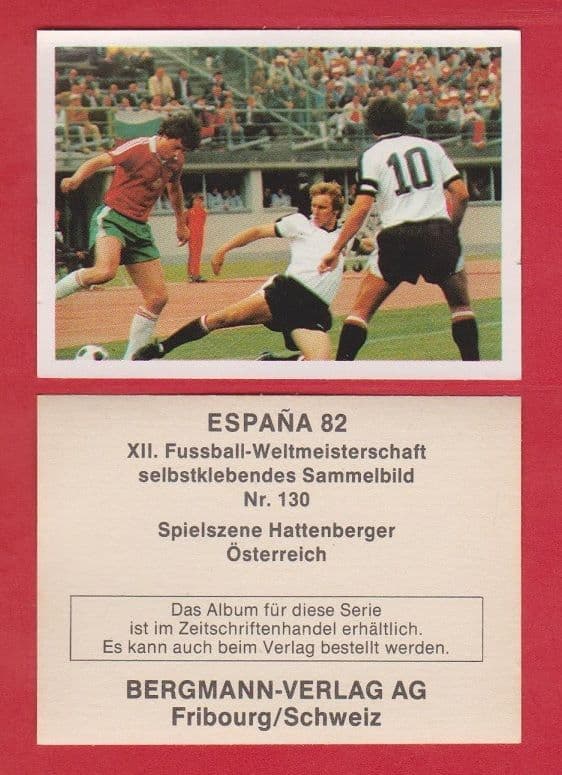 10
ESPAÑA 82
XII. Fussball-Weltmeisterschaft
selbstklebendes Sammelbild
Nr. 130
Spielszene Hattenberger
Österreich
Das Album für diese Serie
ist im Zeitschriftenhandel erhältlich.
Es kann auch beim Verlag bestellt werden.
BERGMANN-VERLAG AG
Fribourg/Schweiz